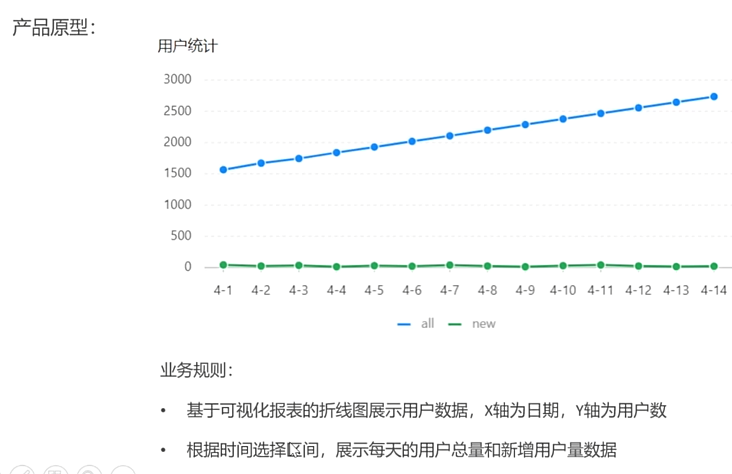 产品原型：
用户统计
3000
2500
2000
1500
1000
500
0
4-1 4-2 4-3 4-4 4-5 4-6 4-7 4-8 4-9 4-10 4-11 4-12 4-13 4-14
all new
业务规则：
• 基于可视化报表的折线图展示用户数据，X轴为日期，Y轴为用户数
• 根据时间选择区间，展示每天的用户总量和新增用户量数据